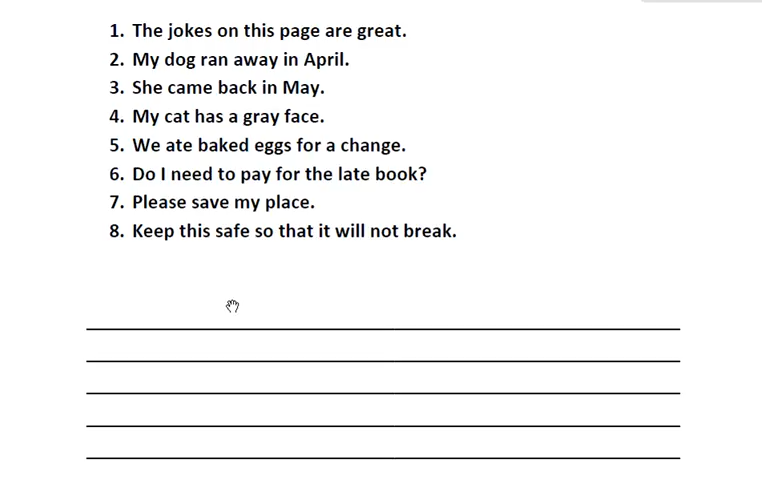 1. The jokes on this page are great.
2. My dog ran away in April.
3. She came back in May.
4. My cat has a gray face.
5. We ate baked eggs for a change.
6. Do I need to pay for the late book?
7. Please save my place.
8. Keep this safe so that it will not break.